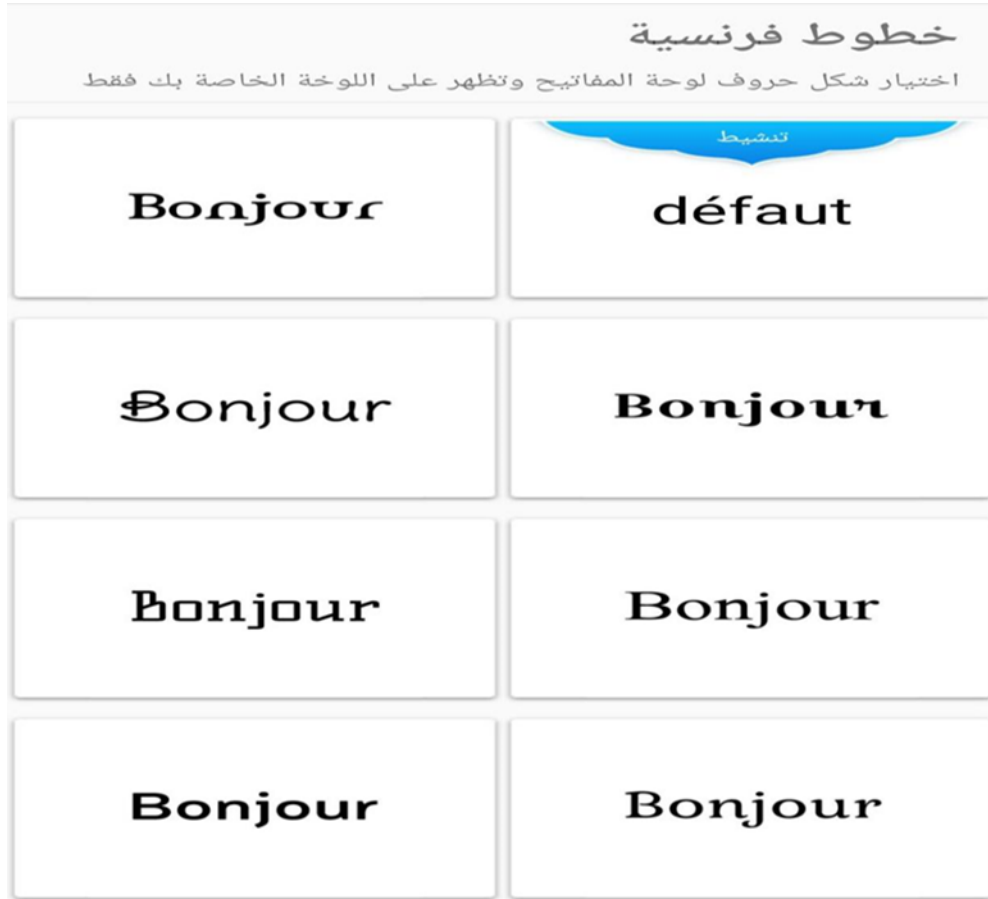 خطوط فرنسية
اختيار شكل حروف لوحة المفاتيح وتظهر على اللوخة الخاصة بك فقط
تنشيط
défaut
Bonjour
Bonjour
Bonjour
Bonjour
Bonjour
Bonjour
Bonjour